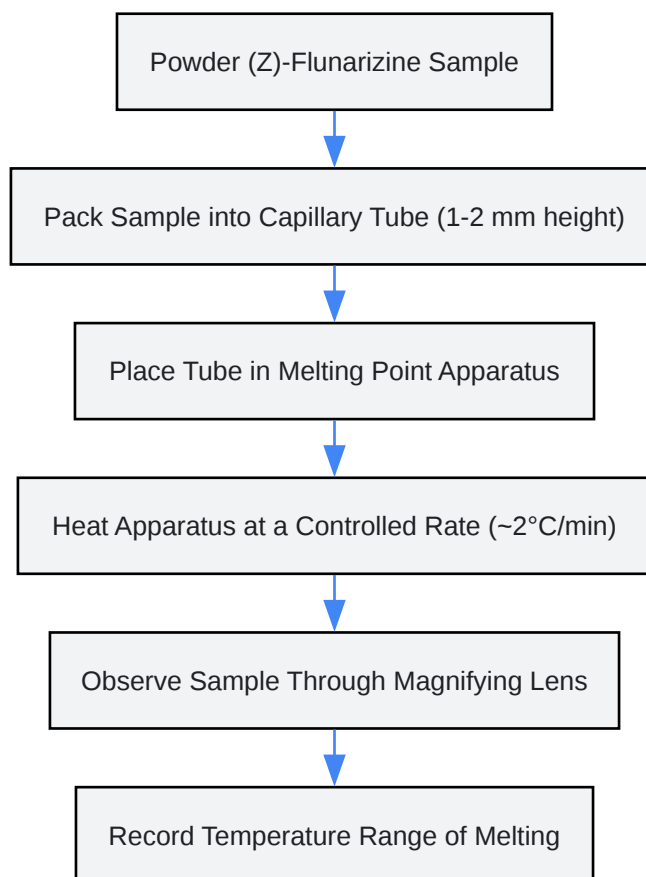 Powder (Z)-Flunarizine Sample
Pack Sample into Capillary Tube (1-2 mm height)
Place Tube in Melting Point Apparatus
Heat Apparatus at a Controlled Rate (~2°C/min)
Observe Sample Through Magnifying Lens
Record Temperature Range of Melting